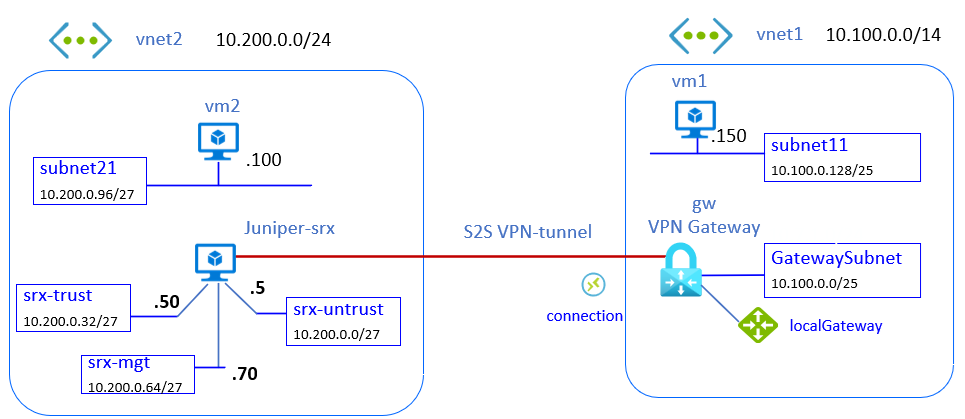 vnet2 10.200.0.0/24
vnet1 10.100.0.0/14
vm2
.100
subnet21
10.200.0.96/27
Juniper-srx
srx-trust
10.200.0.32/27
.50
.5
srx-untrust
10.200.0.0/27
srx-mgt
10.200.0.64/27
.70
S2S VPN-tunnel
connection
vm1
.150
subnet11
10.100.0.128/25
gw
VPN Gateway
GatewaySubnet
10.100.0.0/25
localGateway